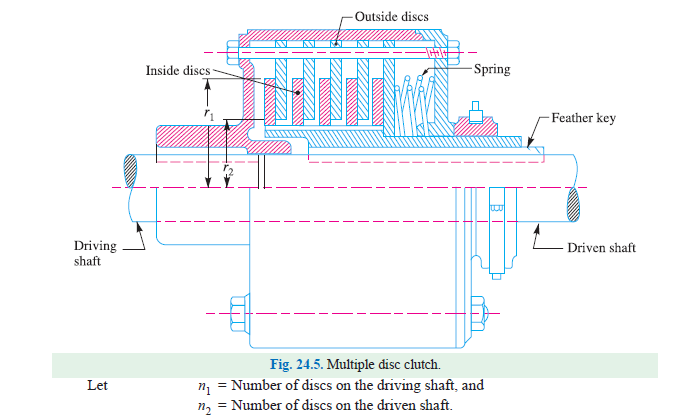 Outside discs
Inside discs
Spring
r1
Feather key
r2
Driving
shaft
Driven shaft
Fig. 24.5. Multiple disc clutch.
Let n1 = Number of discs on the driving shaft, and
n2 = Number of discs on the driven shaft.